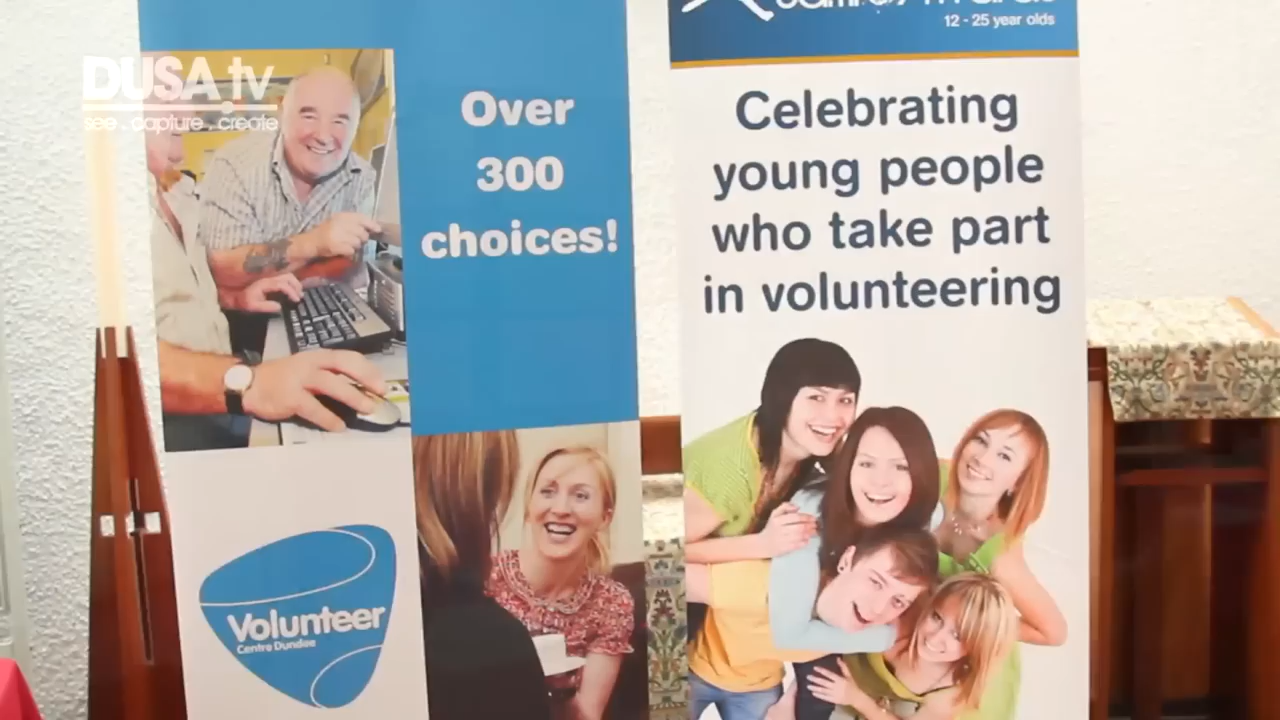 DUSA tv
see . capture . create
Over
300
choices!
Volunteer
Centre Dundee
12 - 25 year olds
Celebrating
young people
who take part
in volunteering